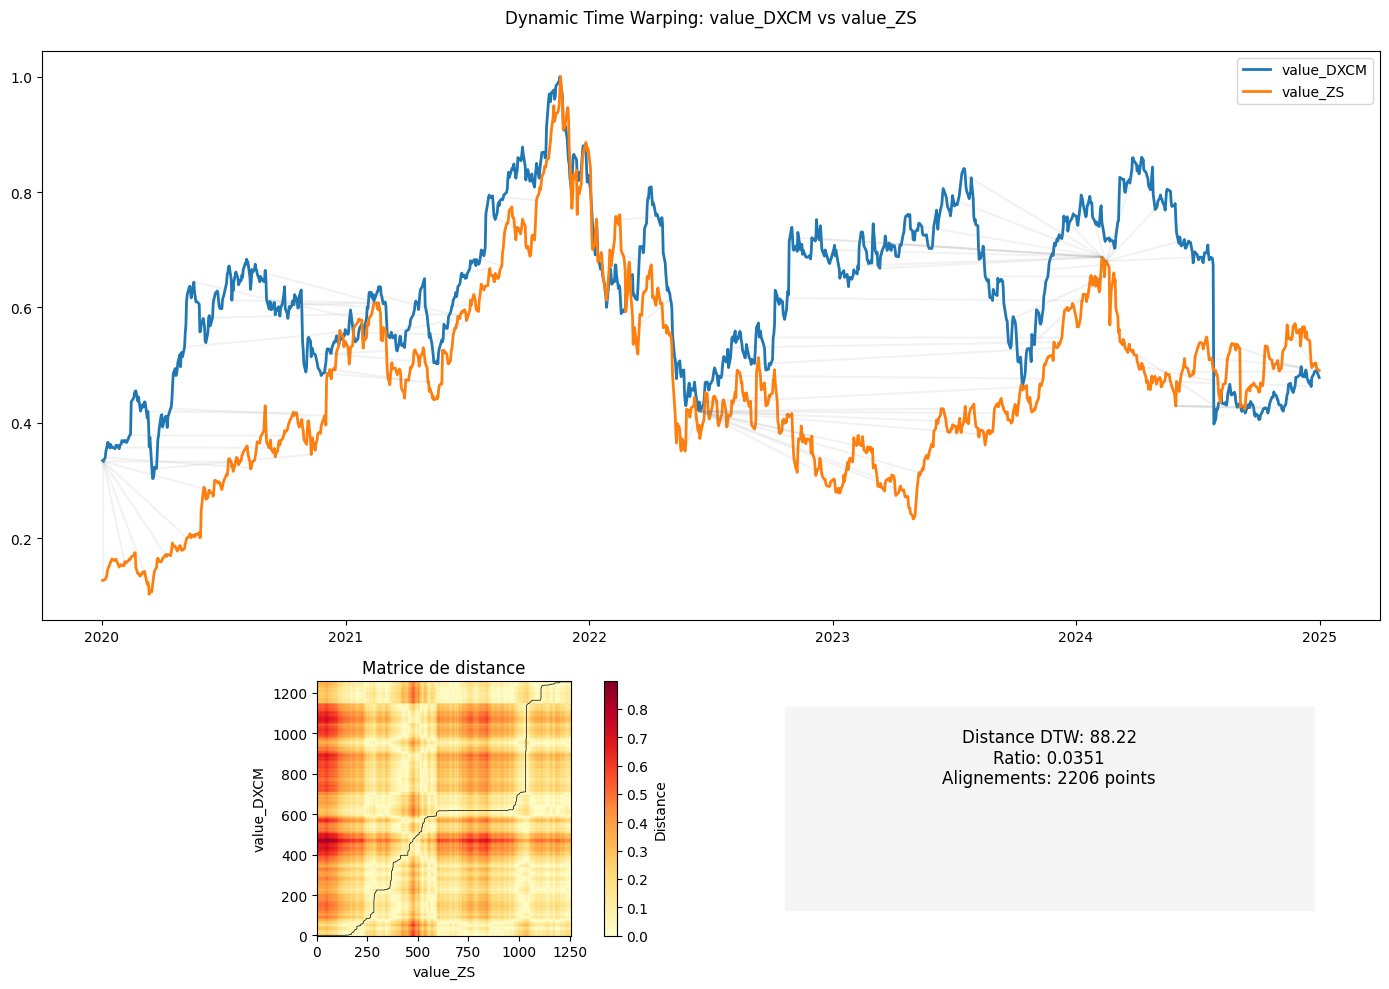 Dynamic Time Warping: value_DXCM vs value_ZS
value_DXCM
value_ZS
1.0
0.8
0.6
0.4
0.2
2020 2021 2022 2023 2024 2025
Matrice de distance
1200
1000
800
600
400
200
0
value_DXCM
0 250 500 750 1000 1250
value_ZS
0.8
0.7
0.6
0.5
0.4
0.3
0.2
0.1
0.0
Distance
Distance DTW: 88.22
Ratio: 0.0351
Alignements: 2206 points